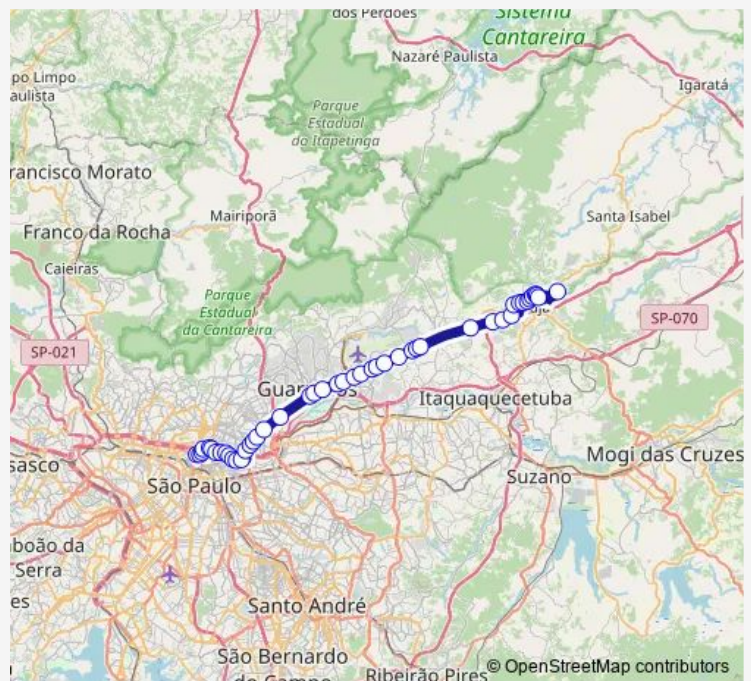 dos Perdões
Sistema
Cantareira
Nazaré Paulista
po Limpo
aulista
Igaratá
Parque
Estadual
do Itapetinga
rancisco Morato
Mairiporã
Santa Isabel
Franco da Rocha
Caieiras
Parque
Estadual
da Cantareira
SP-070
SP-021
Itaquaquecetuba
Mogi das Cruzes
sasco
Suzano
São Paulo
boão da
Serra
es
Santo André
São Bernardo
do Campo
Ribeirão Pires
© OpenStreetMap contributors